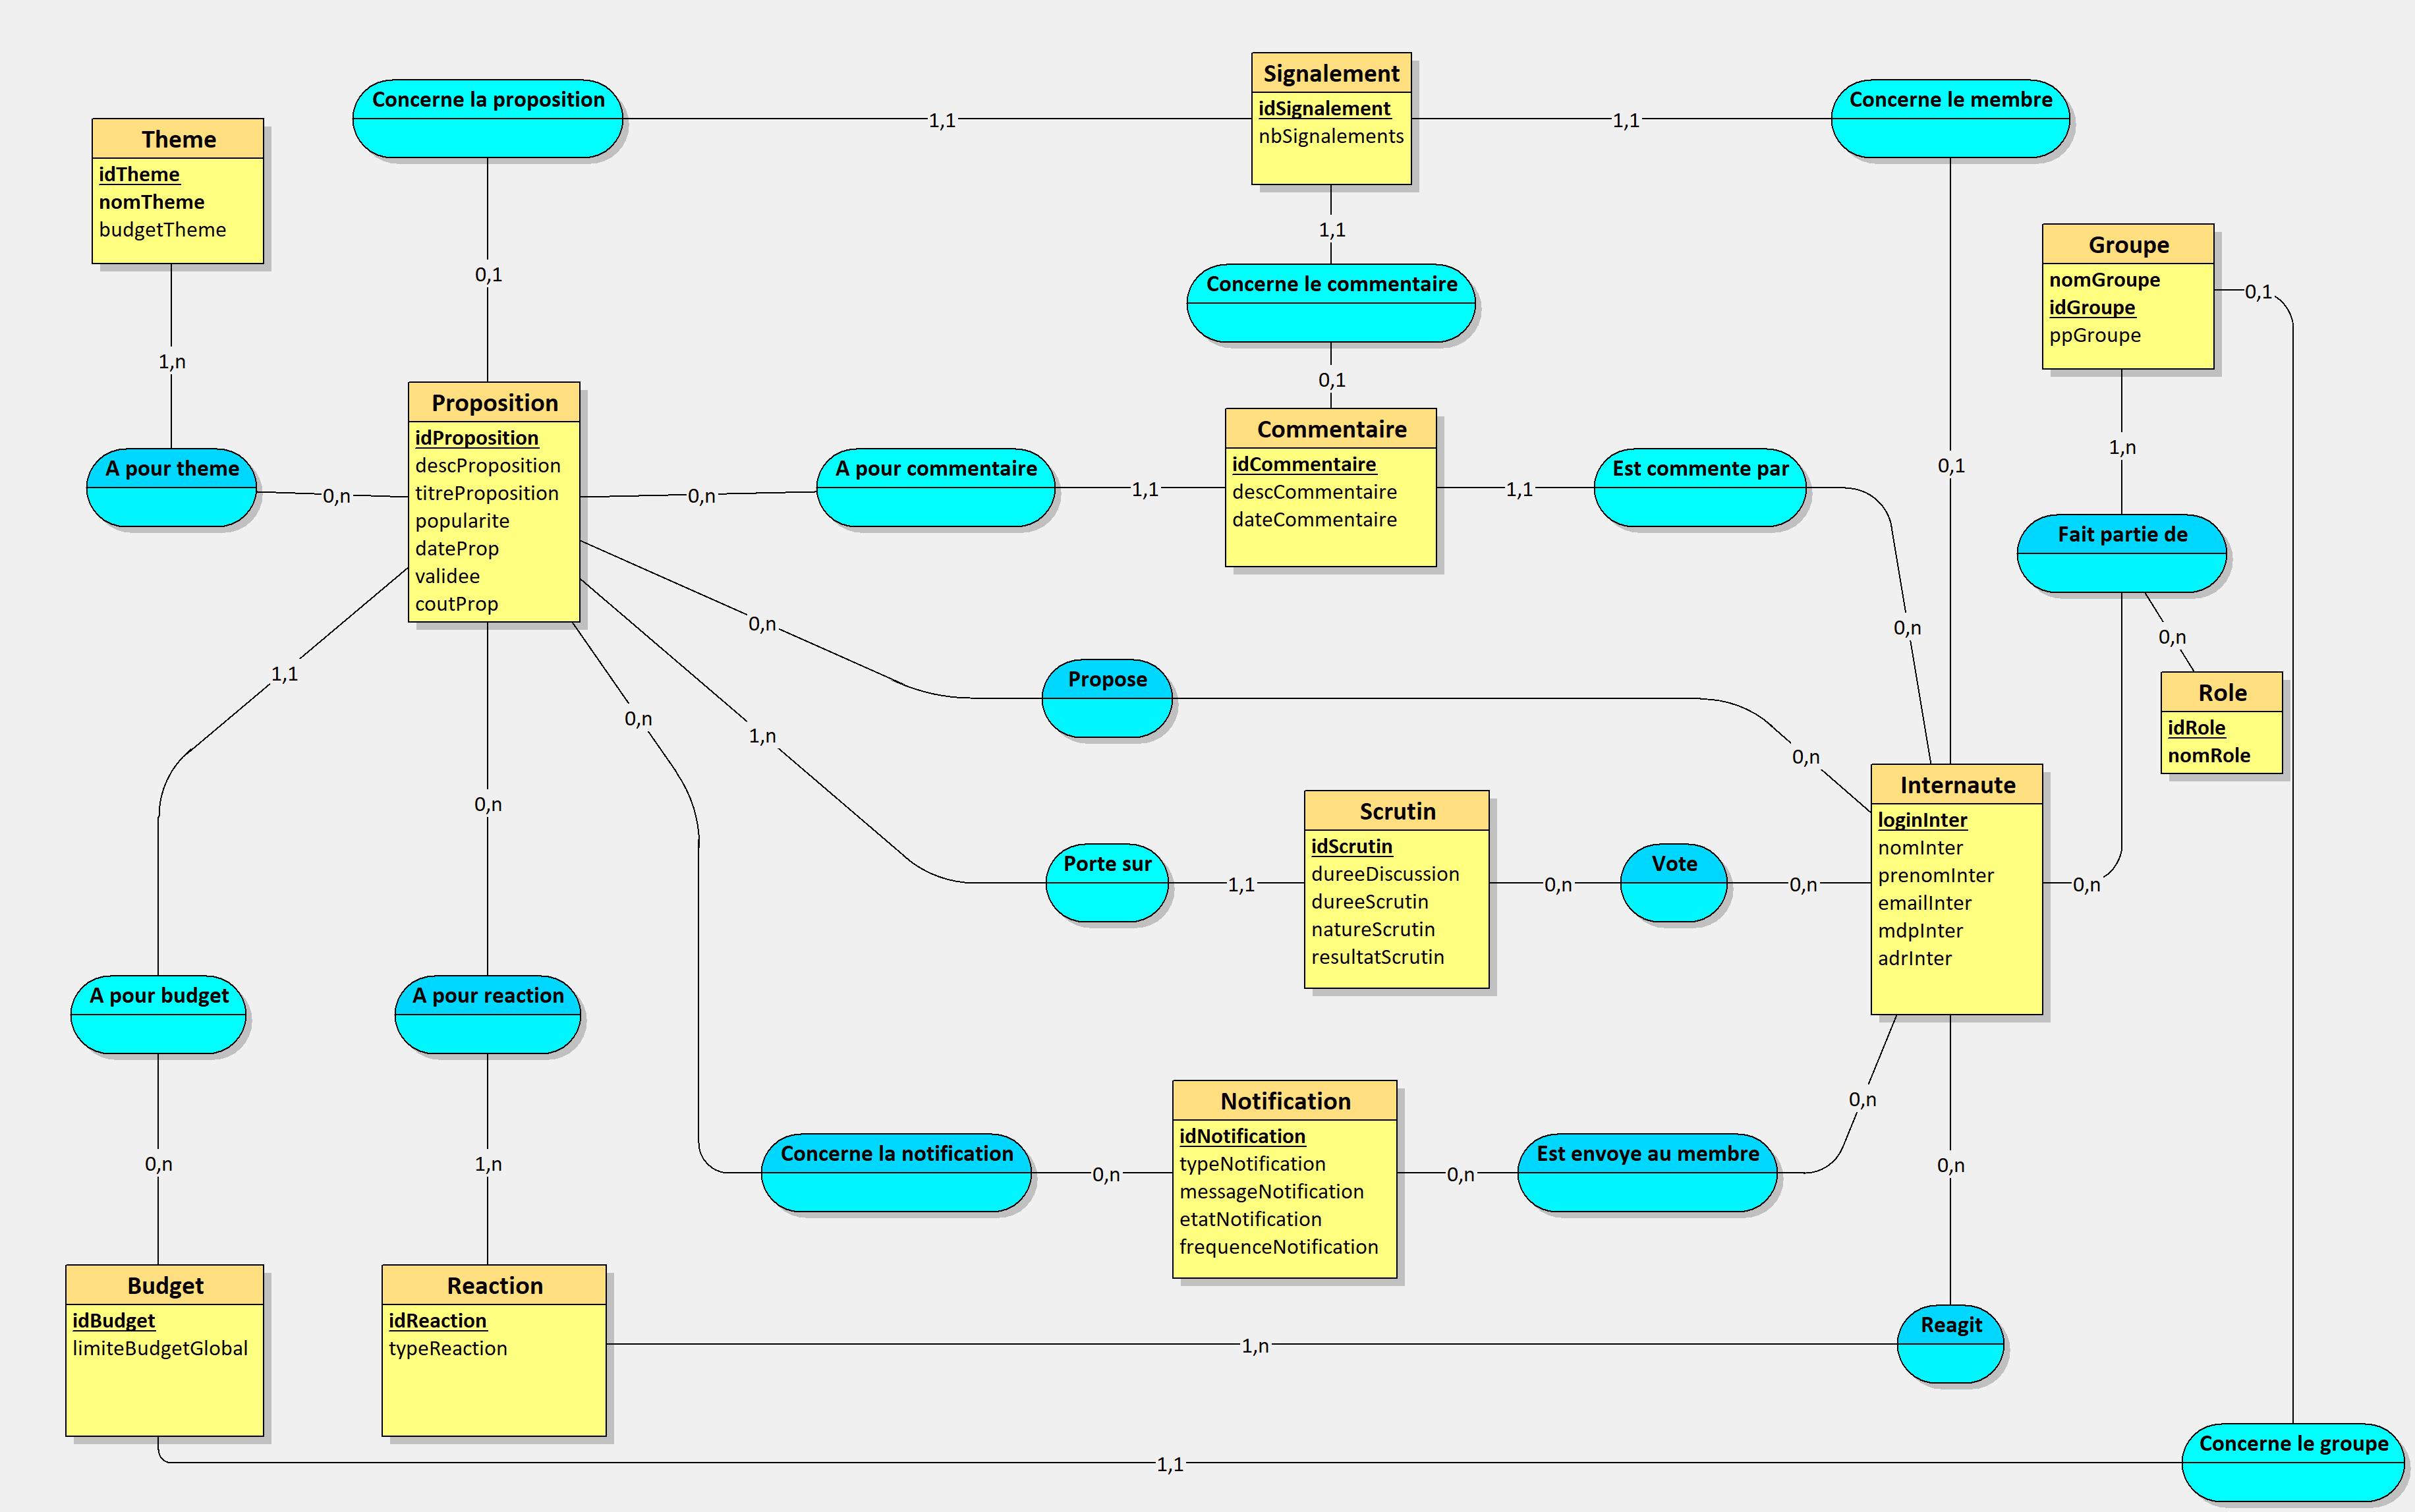 Signalement
idSignalement
nbSignalements
Concerne la proposition
1,1
1,1
Concerne le membre
Theme
idTheme
nomTheme
budgetTheme
1,1
Groupe
nomGroupe
idGroupe
ppGroupe
0,1
0,1
Concerne le commentaire
1,n
0,1
Proposition
idProposition
descProposition
titreProposition
popularite
dateProp
validee
coutProp
Commentaire
idCommentaire
descCommentaire
dateCommentaire
1,n
0,1
A pour theme
0,n
0,n
A pour commentaire
1,1
1,1
Est commente par
Fait partie de
0,n
0,n
0,n
1,1
Propose
Role
idRole
nomRole
0,n
1,n
0,n
Internaute
loginInter
nomInter
prenomInter
emailInter
mdpInter
adrInter
0,n
Scrutin
idScrutin
dureeDiscussion
dureeScrutin
natureScrutin
resultatScrutin
Porte sur
1,1
0,n
Vote
0,n
0,n
A pour budget
A pour reaction
Notification
idNotification
typeNotification
messageNotification
etatNotification
frequenceNotification
0,n
0,n
1,n
Concerne la notification
0,n
0,n
Est envoye au membre
0,n
Budget
idBudget
limiteBudgetGlobal
Reaction
idReaction
typeReaction
1,n
Reagit
1,1
Concerne le groupe